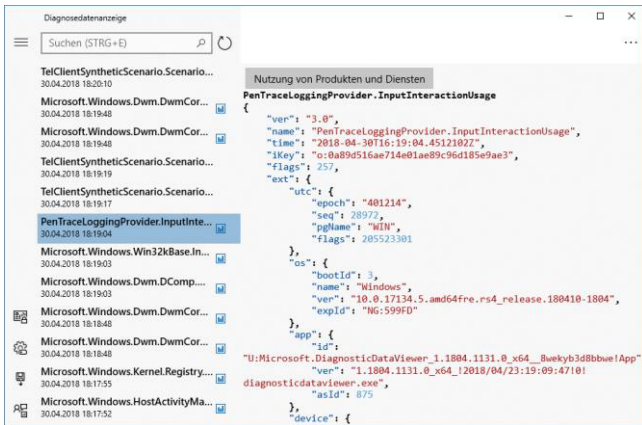 Diagnosedatenanzeige
Suchen (STRG+E)
TelClientSyntheticScenario.Scenario...
30.04.2018 18:20:10
Microsoft.Windows.Dwm.DwmCor...
30.04.2018 18:19:48
Microsoft.Windows.Dwm.DwmCor...
30.04.2018 18:19:48
TelClientSyntheticScenario.Scenario...
30.04.2018 18:19:19
TelClientSyntheticScenario.Scenario...
30.04.2018 18:19:17
PenTraceLoggingProvider.InputInte...
30.04.2018 18:19:04
Microsoft.Windows.Win32kBase.In...
30.04.2018 18:19:03
Microsoft.Windows.Dwm.DComp....
30.04.2018 18:19:03
Microsoft.Windows.Dwm.DwmCor...
30.04.2018 18:18:48
Microsoft.Windows.Dwm.DwmCor...
30.04.2018 18:18:48
Microsoft.Windows.Kernel.Registry....
30.04.2018 18:17:55
Microsoft.Windows.HostActivityMa...
30.04.2018 18:17:52
Nutzung von Produkten und Diensten
PenTraceLoggingProvider.InputInteractionUsage
{
"ver": "3.0",
"name": "PenTraceLoggingProvider.InputInteractionUsage",
"time": "2018-04-30T16:19:04.4512102Z",
"iKey": "o:0a89d516ae714e01ae89c96d185e9ae3",
"flags": 257,
"ext": {
"utc": {
"epoch": "401214",
"seq": 28972,
"pgName": "WIN",
"flags": 205523301
},
"os": {
"bootId": 3,
"name": "Windows",
"ver": "10.0.17134.5.amd64fre.rs4_release.180410-1804",
"expId": "NG:599FD"
},
"app": {
"id":
"U:Microsoft.DiagnosticDataViewer_1.1804.1131.0_x64__8wekyb3d8bbwe!App"
"ver": "1.1804.1131.0_x64_!2018/04/23:19:09:47!0!
diagnosticdataviewer.exe",
"asId": 875
},
"device": {